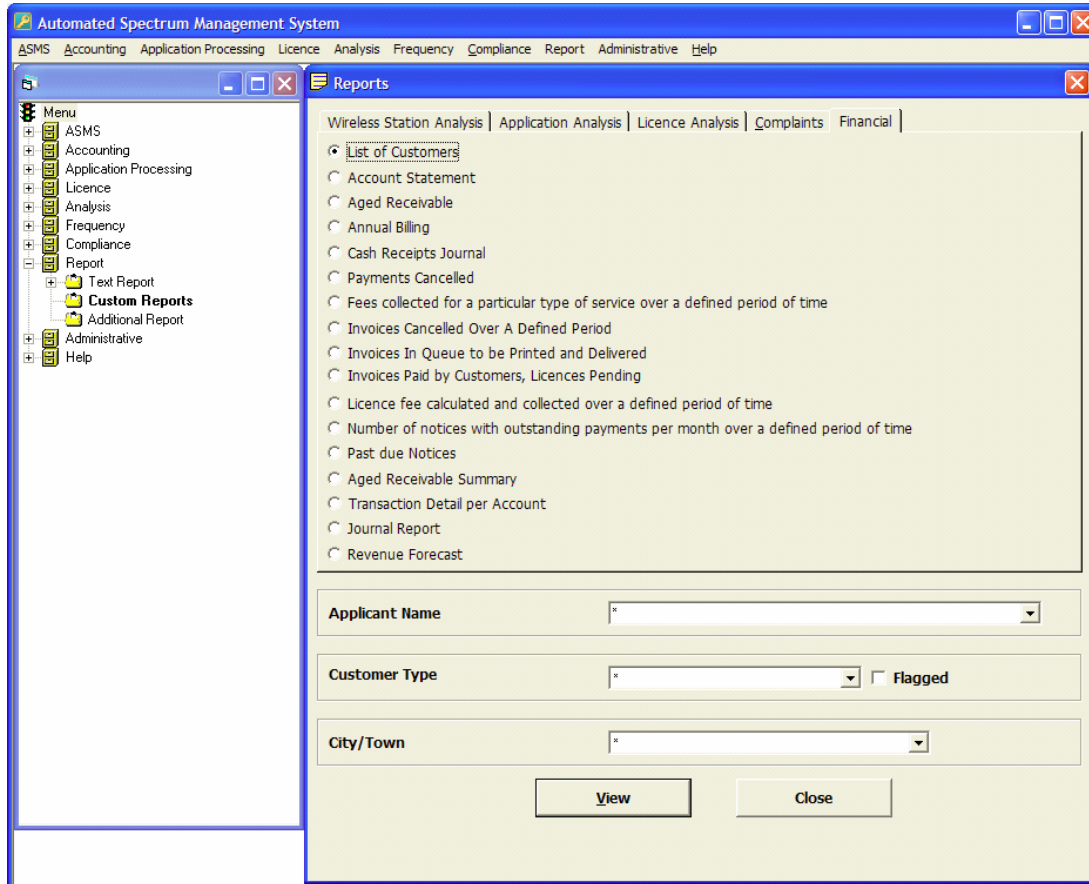 Automated Spectrum Management System
ASMS Accounting Application Processing Licence Analysis Frequency Compliance Report Administrative Help
Menu
ASMS
Accounting
Application Processing
Licence
Analysis
Frequency
Compliance
Report
Text Report
Custom Reports
Additional Report
Administrative
Help
Reports
Wireless Station Analysis Application Analysis Licence Analysis Complaints Financial
List of Customers
Account Statement
Aged Receivable
Annual Billing
Cash Receipts Journal
Payments Cancelled
Fees collected for a particular type of service over a defined period of time
Invoices Cancelled Over A Defined Period
Invoices In Queue to be Printed and Delivered
Invoices Paid by Customers, Licences Pending
Licence fee calculated and collected over a defined period of time
Number of notices with outstanding payments per month over a defined period of time
Past due Notices
Aged Receivable Summary
Transaction Detail per Account
Journal Report
Revenue Forecast
Applicant Name *
Customer Type * Flagged
City/Town *
View Close